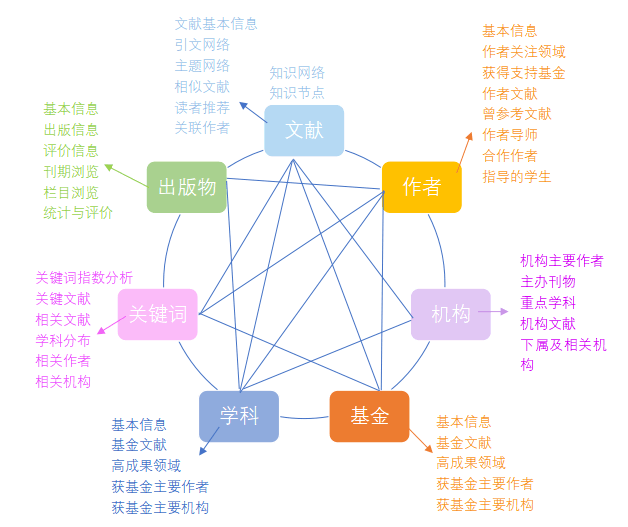 文献基本信息
引文网络
主题网络
相似文献
读者推荐
关联作者
知识网络
知识节点
文献
基本信息
作者关注领域
获得支持基金
作者文献
曾参考文献
作者导师
合作作者
指导的学生
作者
基本信息
出版信息
评价信息
刊期浏览
栏目浏览
统计与评价
出版物
关键词指数分析
关键文献
相关文献
学科分布
相关作者
相关机构
关键词
机构
机构主要作者
主办刊物
重点学科
机构文献
下属及相关机
构
学科
基本信息
基金文献
高成果领域
获基金主要作者
获基金主要机构
基金
基本信息
基金文献
高成果领域
获基金主要作者
获基金主要机构